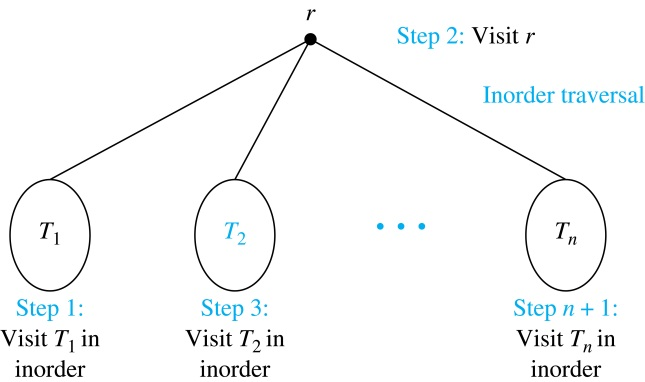 r
Step 2: Visit r
Inorder traversal
T₁
T₂
· · ·
Tₙ
Step 1:
Visit T₁ in
inorder
Step 3:
Visit T₂ in
inorder
Step n + 1:
Visit Tₙ in
inorder